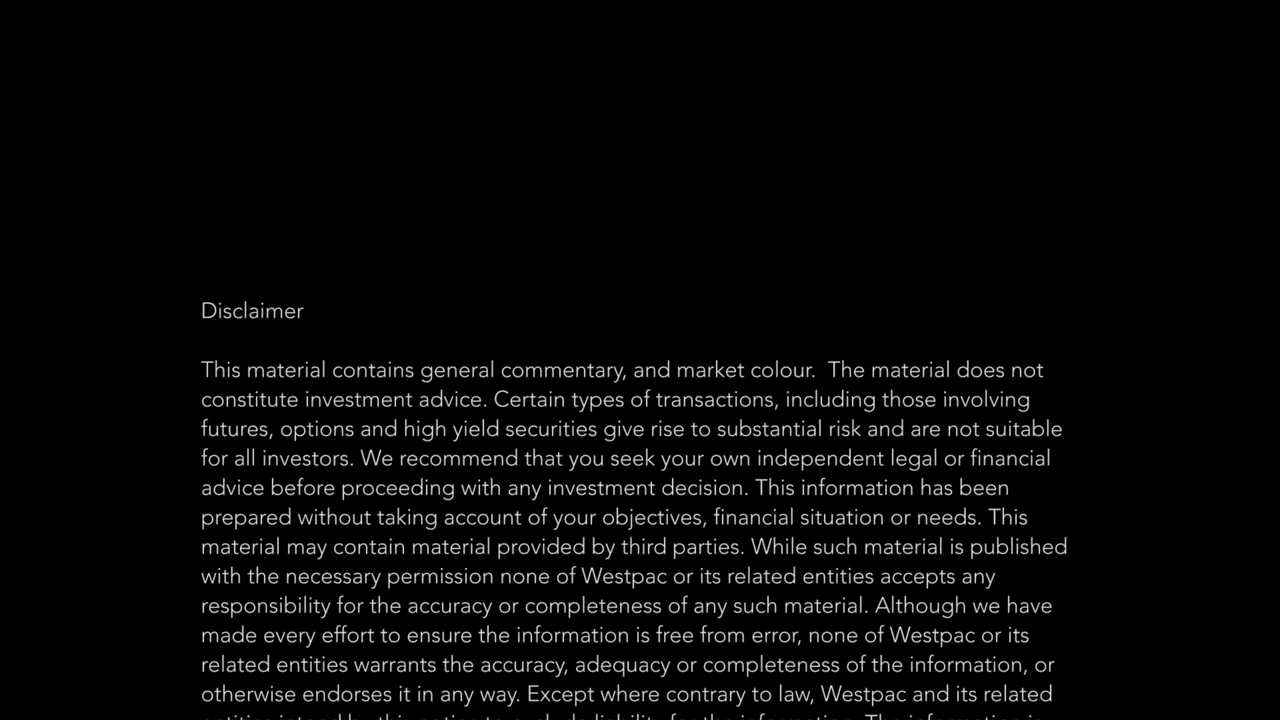 Disclaimer
This material contains general commentary, and market colour.  The material does not
constitute investment advice. Certain types of transactions, including those involving
futures, options and high yield securities give rise to substantial risk and are not suitable
for all investors. We recommend that you seek your own independent legal or financial
advice before proceeding with any investment decision. This information has been
prepared without taking account of your objectives, financial situation or needs. This
material may contain material provided by third parties. While such material is published
with the necessary permission none of Westpac or its related entities accepts any
responsibility for the accuracy or completeness of any such material. Although we have
made every effort to ensure the information is free from error, none of Westpac or its
related entities warrants the accuracy, adequacy or completeness of the information, or
otherwise endorses it in any way. Except where contrary to law, Westpac and its related